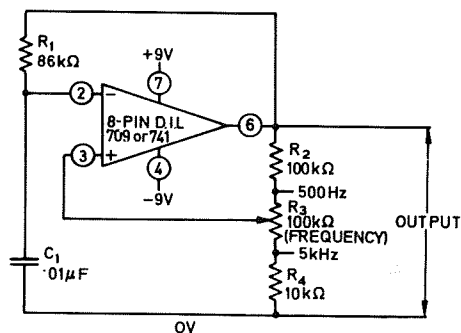 R1
86kΩ
+9V
7
2
−
8-PIN D.I.L
709 or 741
6
3
+
4
−9V
R2
100kΩ
500Hz
R3
100kΩ
(FREQUENCY)
5kHz
OUTPUT
C1
·01µF
R4
10kΩ
0V